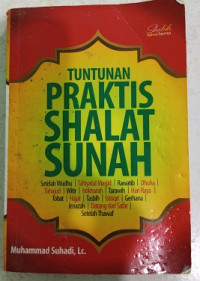 TUNTUNAN
PRAKTIS
SHALAT
SUNAH
Setelah Wudhu | Tahiyatul Masjid | Rawatib | Dhuha |
Tahajud | Witir | Istikharah | Tarawih | Hari Raya |
Tobat | Hajat | Tasbih | Istisqa' | Gerhana |
Jenazah | Datang dari Safar |
Setelah Thawaf
Muhammad Suhadi, Lc.